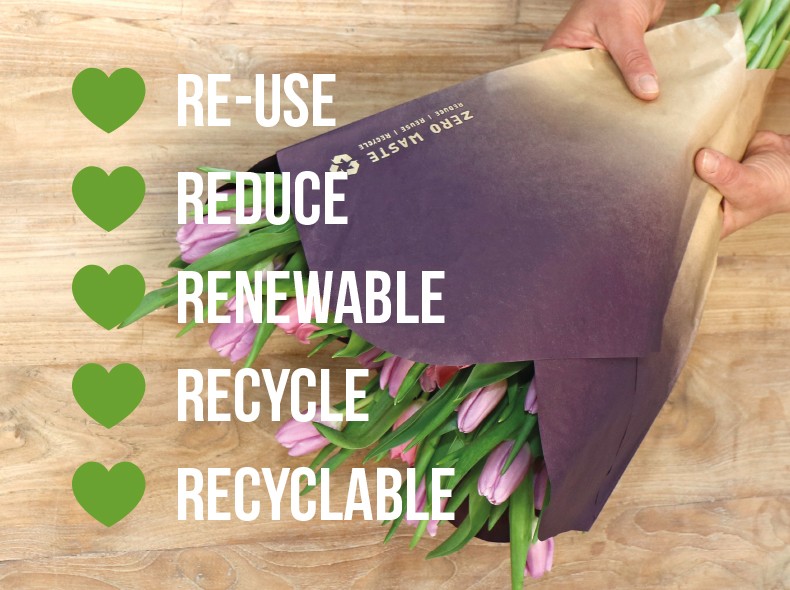 RE-USE
REDUCE
RENEWABLE
RECYCLE
RECYCLABLE
ZERO WASTE
REDUCE | REUSE | RECYCLE